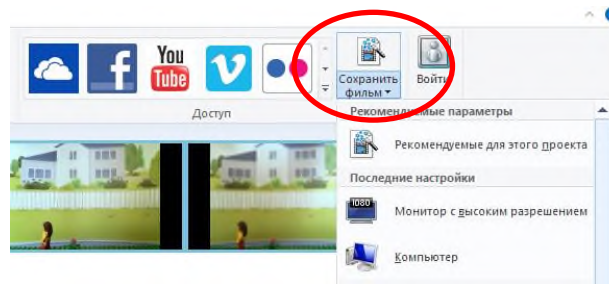 You
Tube
Сохранить
фильм
Войти
Доступ
Рекомендуемые параметры
Рекомендуемые для этого проекта
Последние настройки
1080
Монитор с высоким разрешением
Компьютер